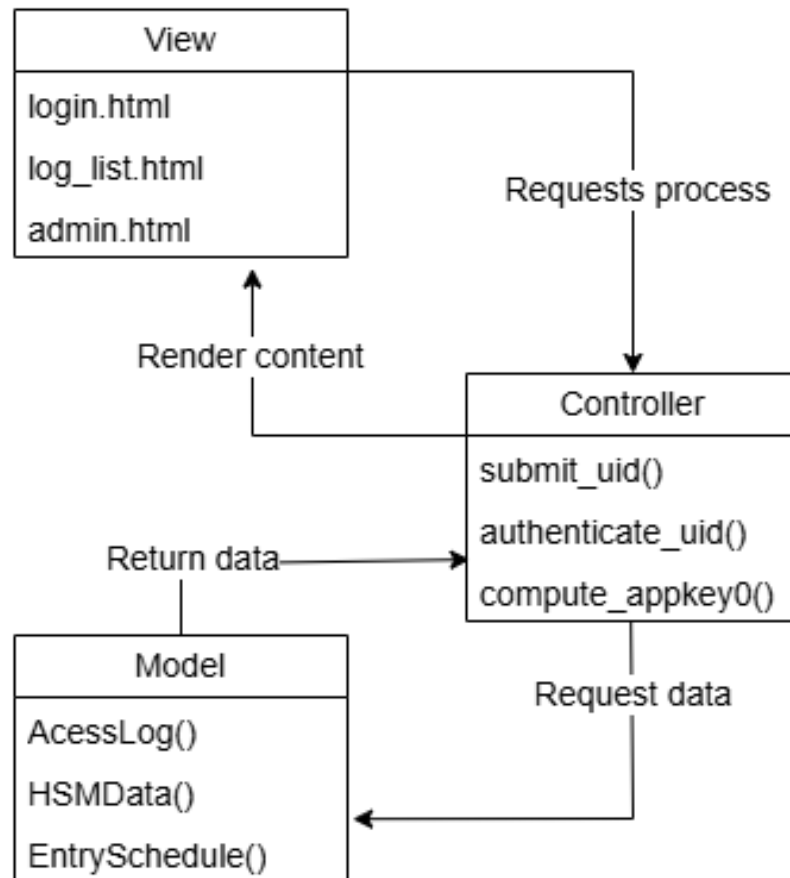 View
login.html
log_list.html
admin.html
Requests process
Render content
Controller
submit_uid()
authenticate_uid()
compute_appkey0()
Return data
Request data
Model
AcessLog()
HSMData()
EntrySchedule()